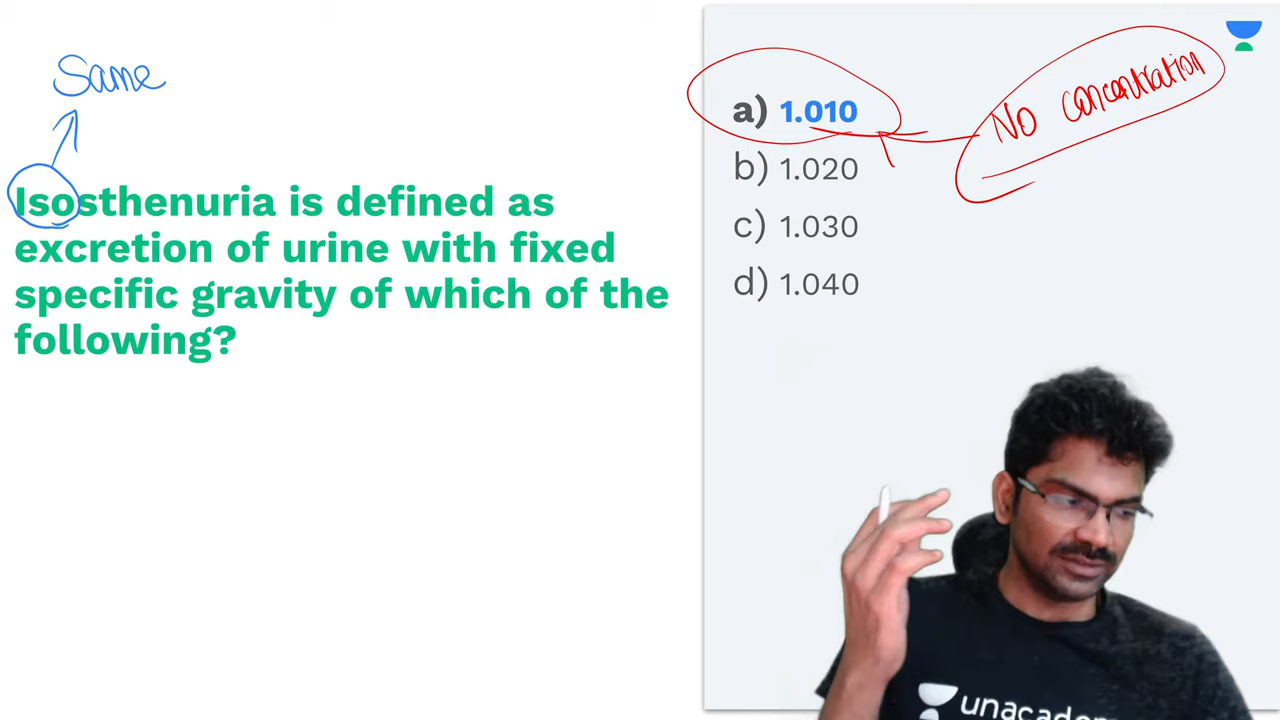 Same
Isosthenuria is defined as
excretion of urine with fixed
specific gravity of which of the
following?
a) 1.010
b) 1.020
c) 1.030
d) 1.040
No concentration
unacadem